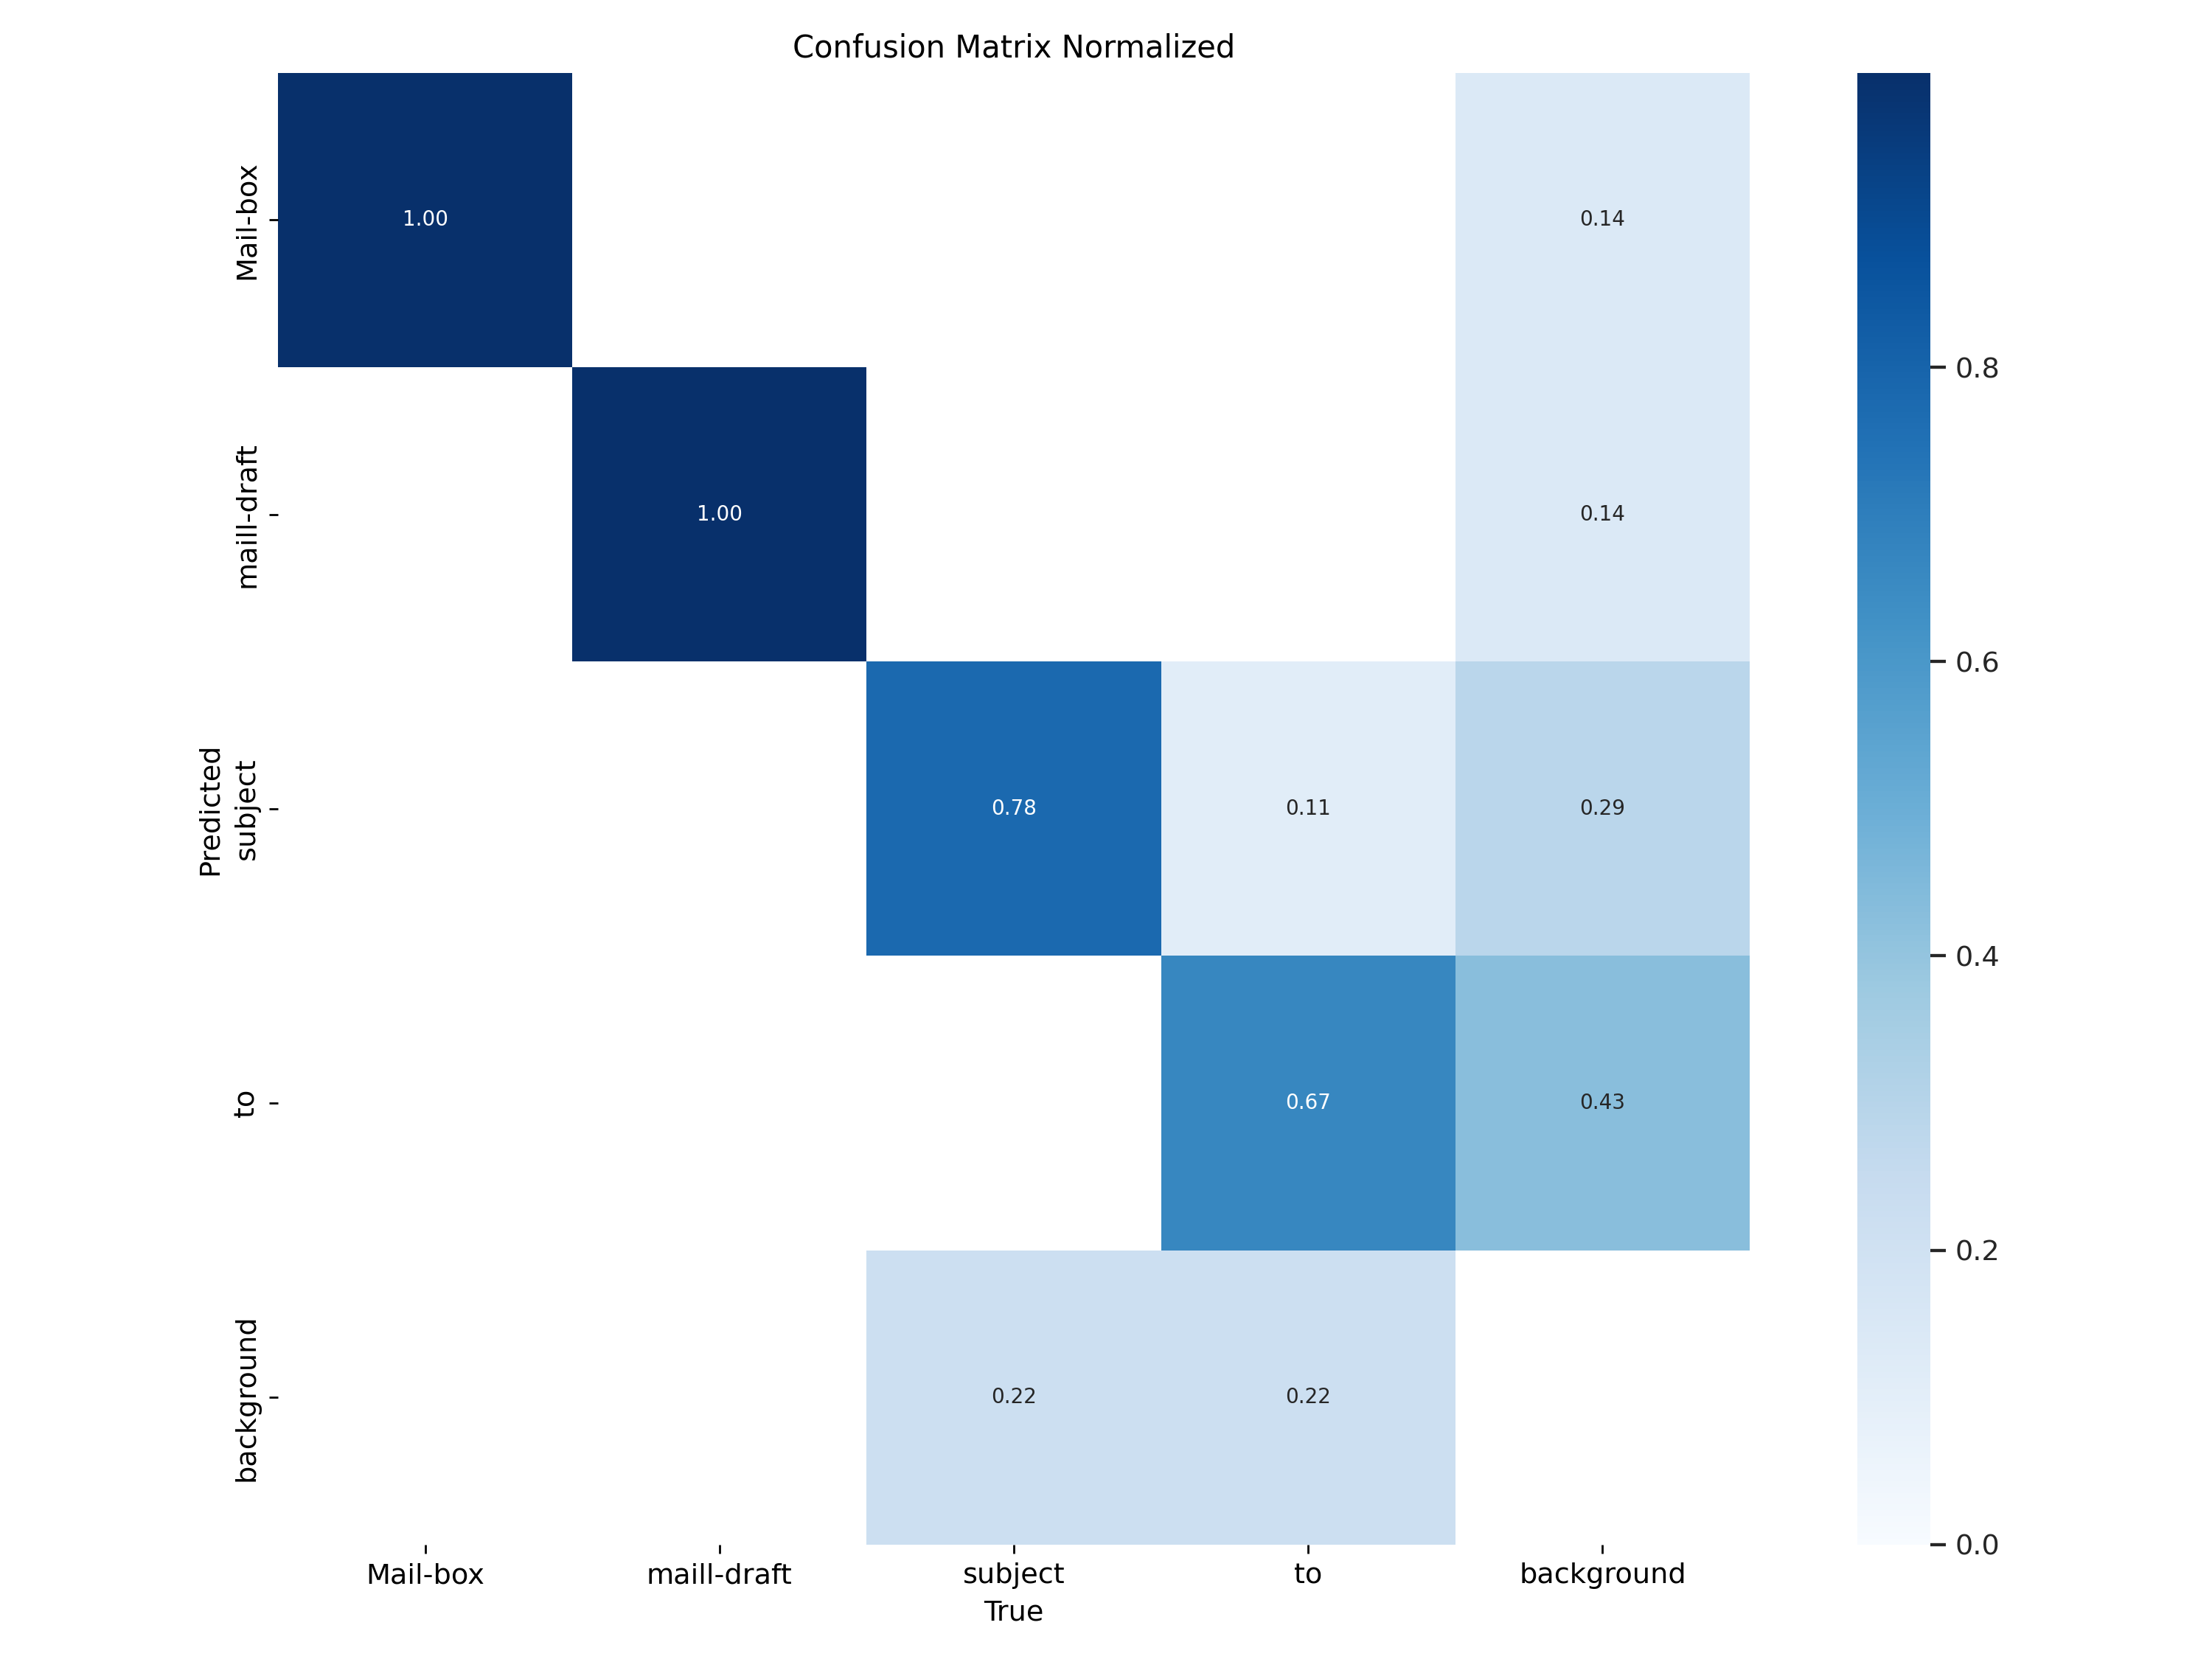 Confusion Matrix Normalized
Mail-box
1.00
0.14
maill-draft
1.00
0.14
Predicted
subject
0.78
0.11
0.29
to
0.67
0.43
background
0.22
0.22
Mail-box maill-draft subject to background
True
0.8
0.6
0.4
0.2
0.0